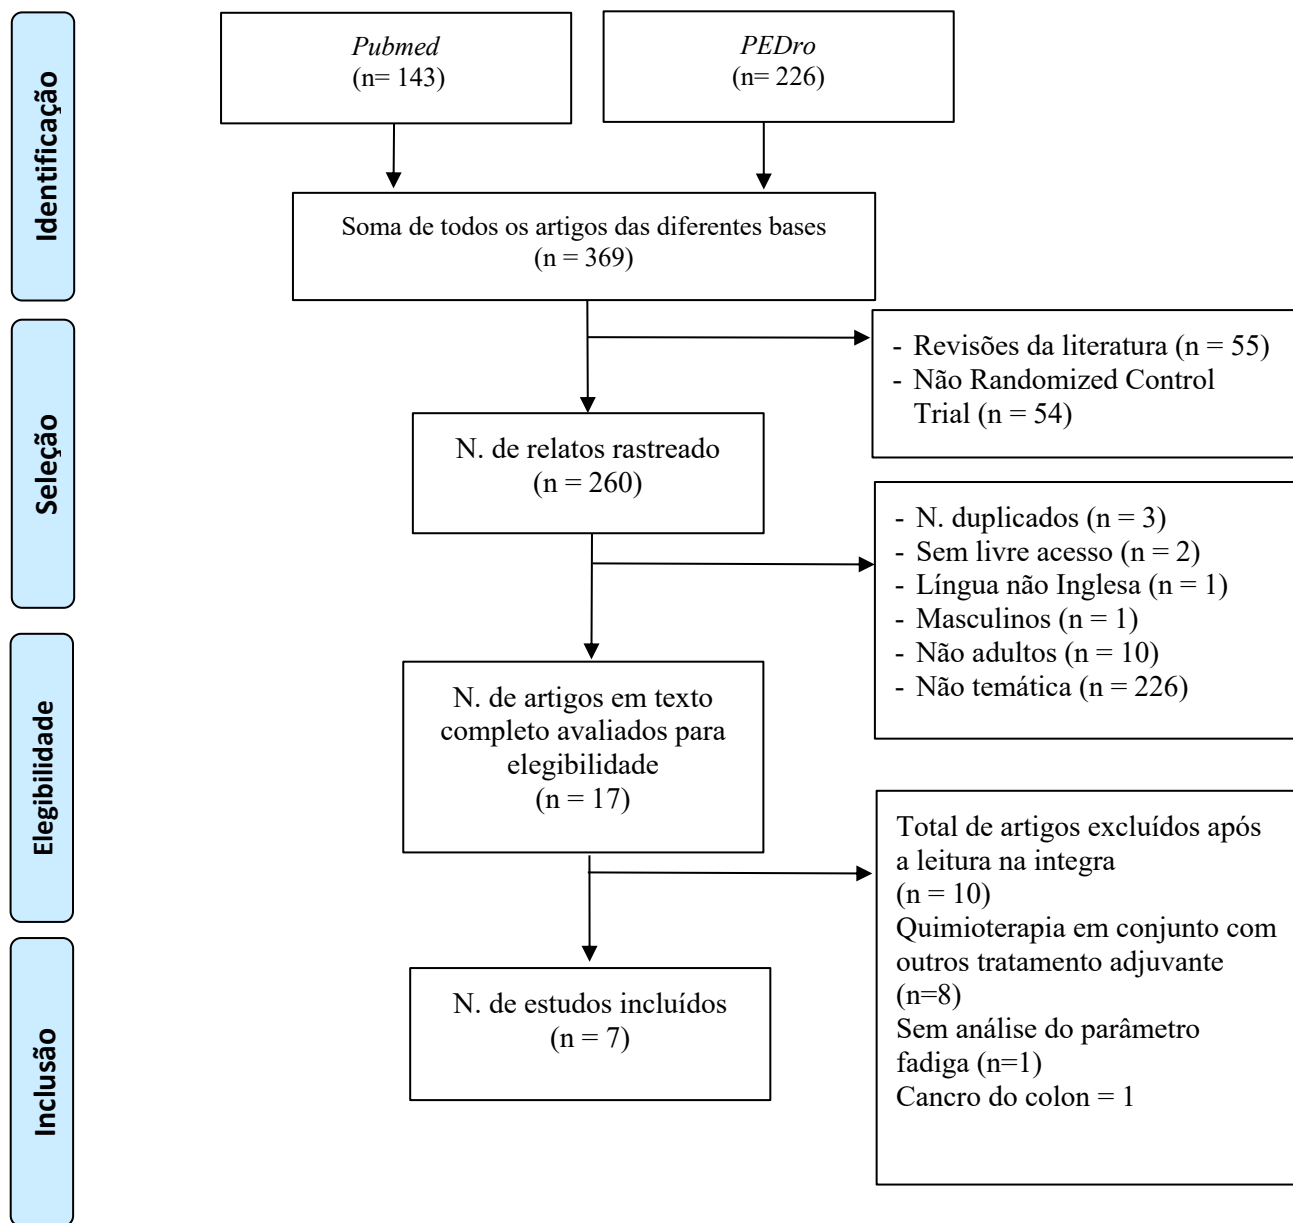 Identificação
Pubmed
(n= 143)
PEDro
(n= 226)
Soma de todos os artigos das diferentes bases
(n = 369)
Seleção
- Revisões da literatura (n = 55)
- Não Randomized Control
Trial (n = 54)
N. de relatos rastreado
(n = 260)
- N. duplicados (n = 3)
- Sem livre acesso (n = 2)
- Língua não Inglesa (n = 1)
- Masculinos (n = 1)
- Não adultos (n = 10)
- Não temática (n = 226)
Elegibilidade
N. de artigos em texto
completo avaliados para
elegibilidade
(n = 17)
Total de artigos excluídos após
a leitura na integra
(n = 10)
Quimioterapia em conjunto com
outros tratamento adjuvante
(n=8)
Sem análise do parâmetro
fadiga (n=1)
Cancro do colon = 1
Inclusão
N. de estudos incluídos
(n = 7)